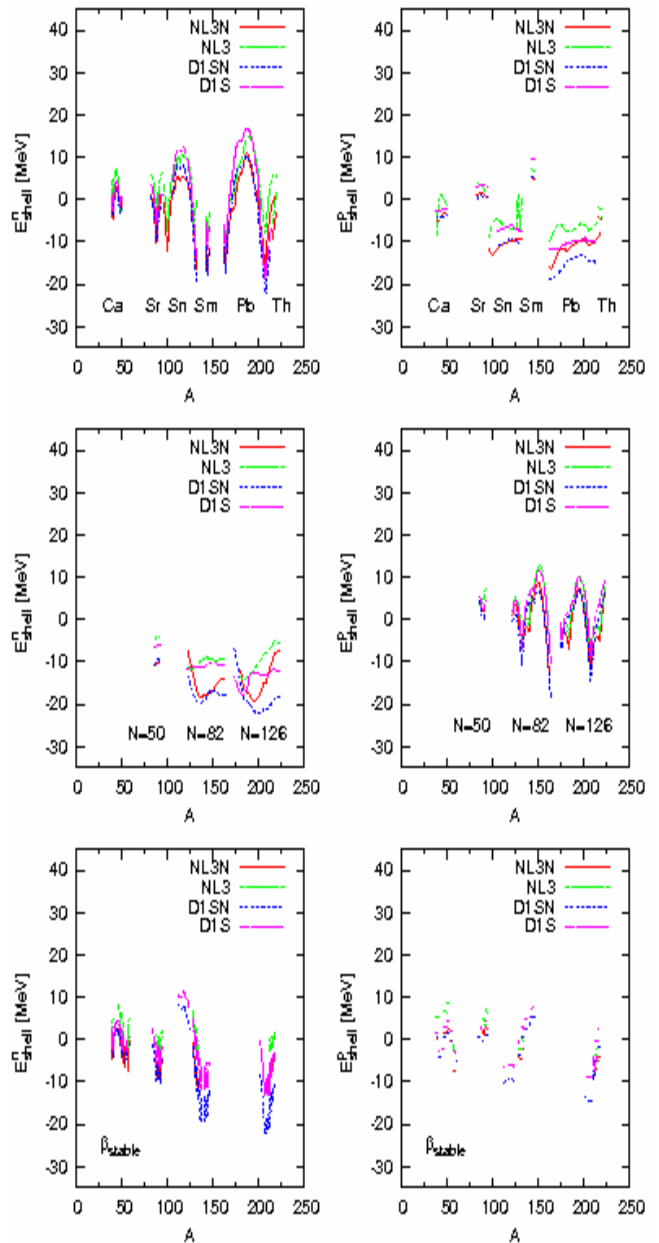 40 NL3N
30 NL3
D1SN
20 D1S
10
0
-10
-20
-30
Ca Sr Sn Sm Pb Th
0 50 100 150 200 250
A
E^n_shell [MeV]
40 NL3N
30 NL3
D1SN
20 D1S
10
0
-10
-20
-30
Ca Sr Sn Sm Pb Th
0 50 100 150 200 250
A
E^p_shell [MeV]
40 NL3N
30 NL3
D1SN
20 D1S
10
0
-10
-20
-30
N=50 N=82 N=126
0 50 100 150 200 250
A
E^n_shell [MeV]
40 NL3N
30 NL3
D1SN
20 D1S
10
0
-10
-20
-30
N=50 N=82 N=126
0 50 100 150 200 250
A
E^p_shell [MeV]
40 NL3N
30 NL3
D1SN
20 D1S
10
0
-10
-20
-30
β_stable
0 50 100 150 200 250
A
E^n_shell [MeV]
40 NL3N
30 NL3
D1SN
20 D1S
10
0
-10
-20
-30
β_stable
0 50 100 150 200 250
A
E^p_shell [MeV]